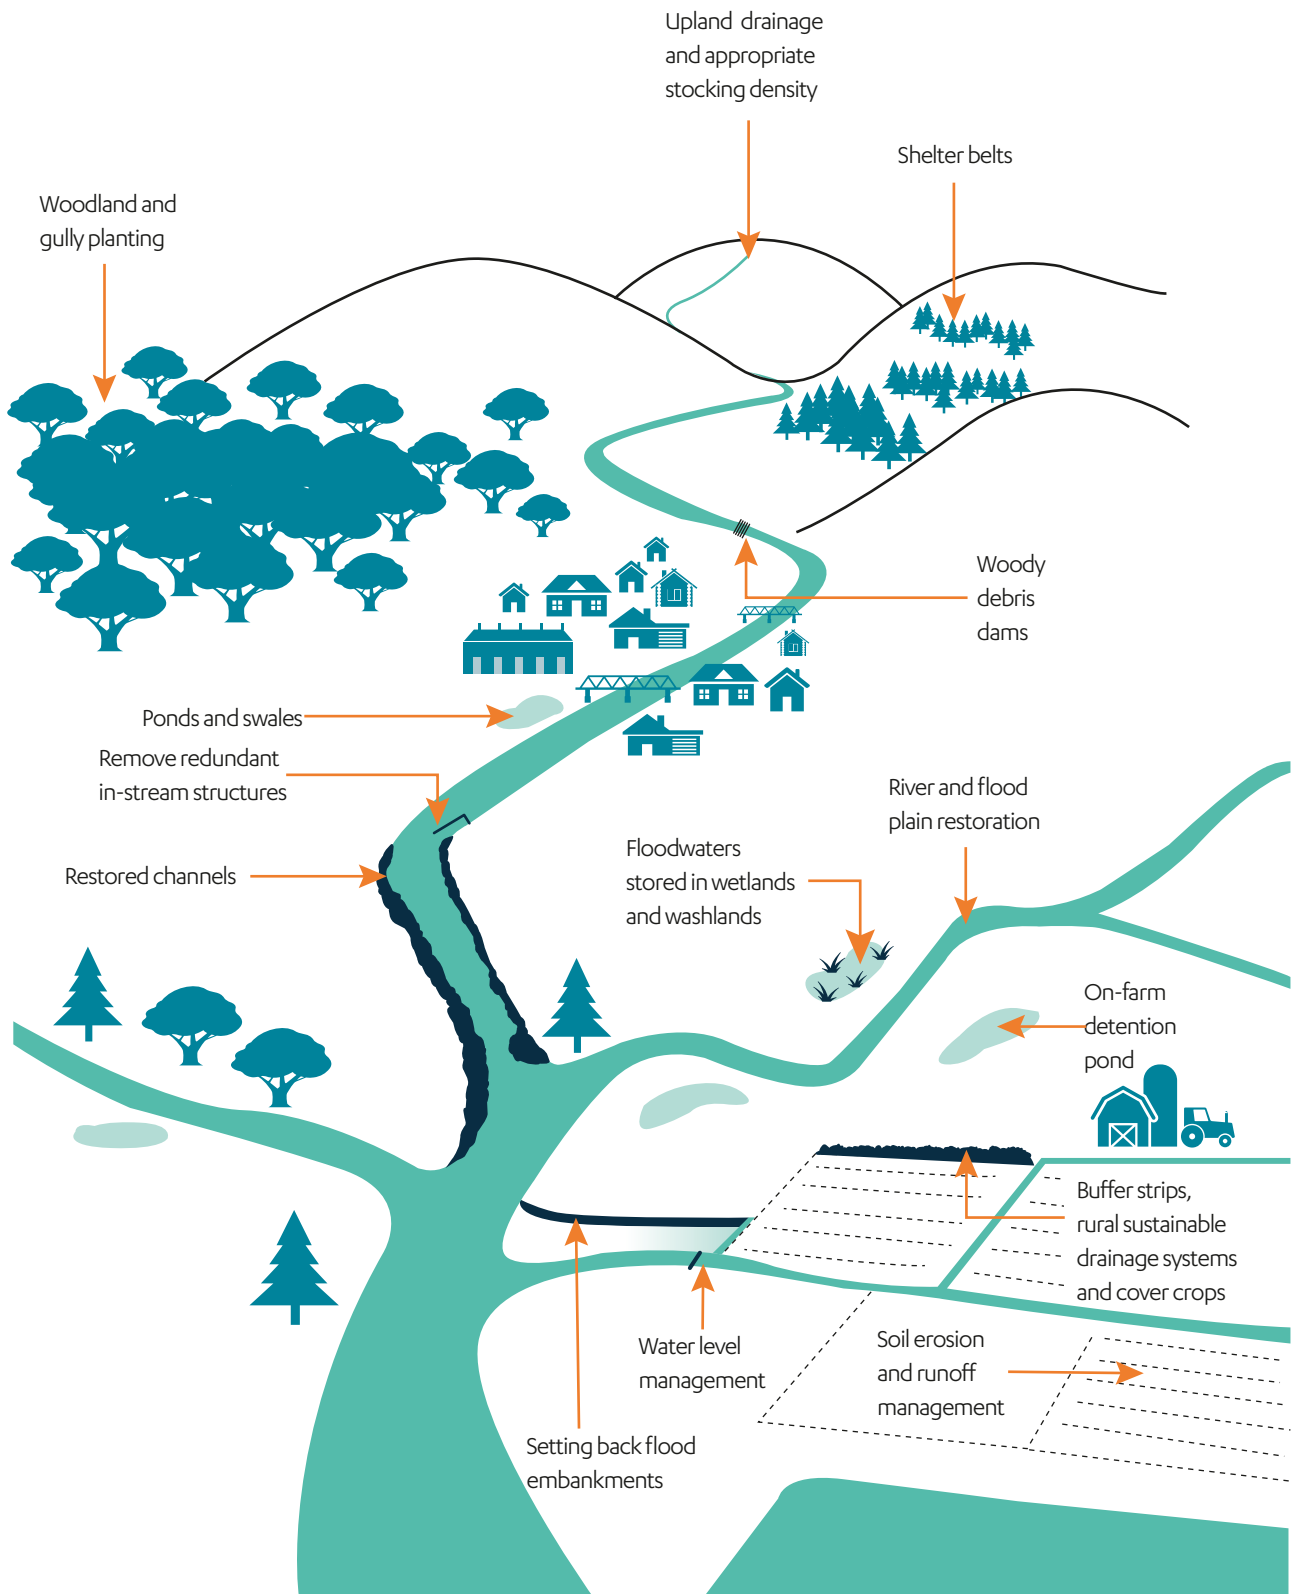 Upland drainage
and appropriate
stocking density
Shelter belts
Woodland and
gully planting
Woody
debris
dams
Ponds and swales
Remove redundant
in-stream structures
River and flood
plain restoration
Restored channels
Floodwaters
stored in wetlands
and washlands
On-farm
detention
pond
Buffer strips,
rural sustainable
drainage systems
and cover crops
Water level
management
Soil erosion
and runoff
management
Setting back flood
embankments